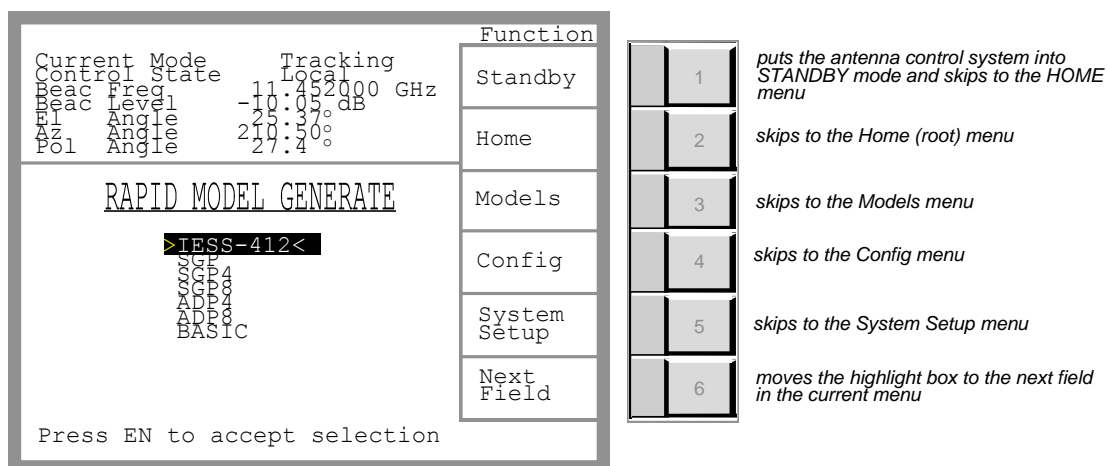 Function
Current Mode Tracking
Control State Local
Beac Freq 11.452000 GHz
Beac Level -10.05 dB
El Angle 25.37°
Az Angle 210.50°
Pol Angle 27.4 °
RAPID MODEL GENERATE
>IESS-412<
SGP
SGP4
SGP8
ADP4
ADP8
BASIC
Press EN to accept selection
Standby
Home
Models
Config
System
Setup
Next
Field
1
puts the antenna control system into
STANDBY mode and skips to the HOME
menu
2
skips to the Home (root) menu
3
skips to the Models menu
4
skips to the Config menu
5
skips to the System Setup menu
6
moves the highlight box to the next field
in the current menu